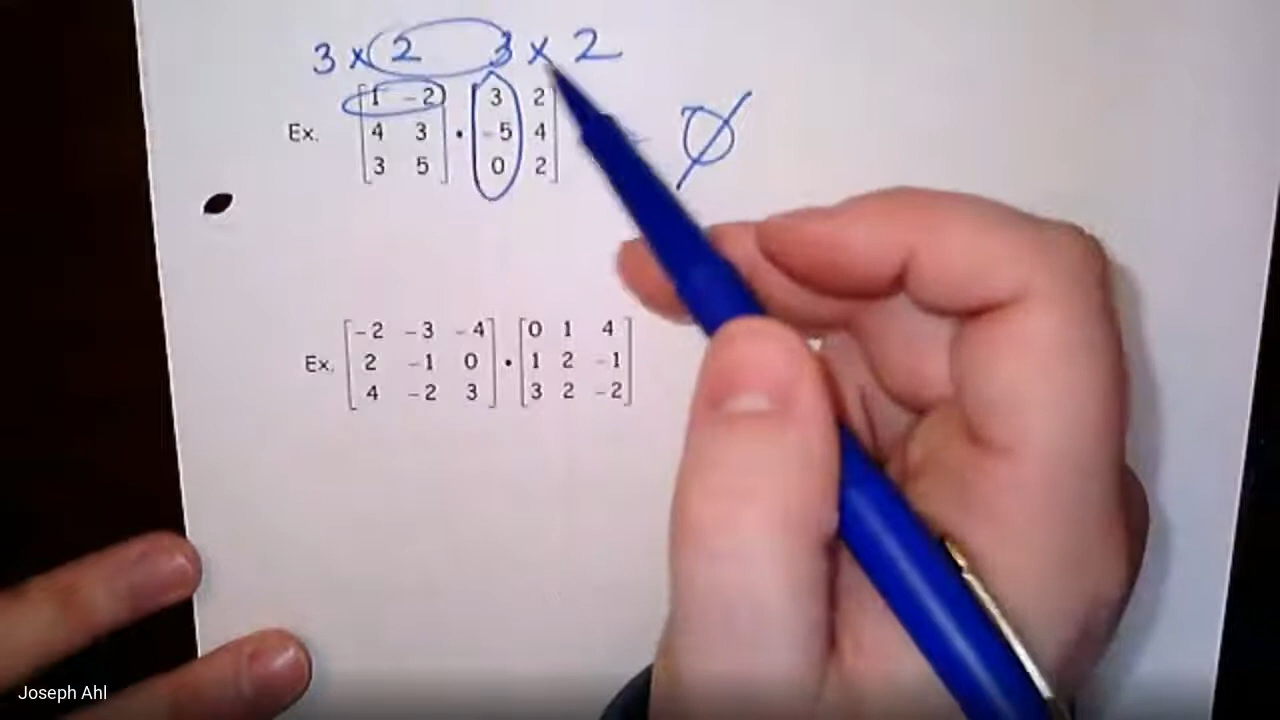 3 x 2 3 x 2
Ex. [1 -2] • [3 2] = ∅
[4 3] [-5 4]
[3 5] [0 2]
Ex. [-2 -3 -4] • [0 1 4]
[2 -1 0] [1 2 -1]
[4 -2 3] [3 2 -2]
Joseph Ahl